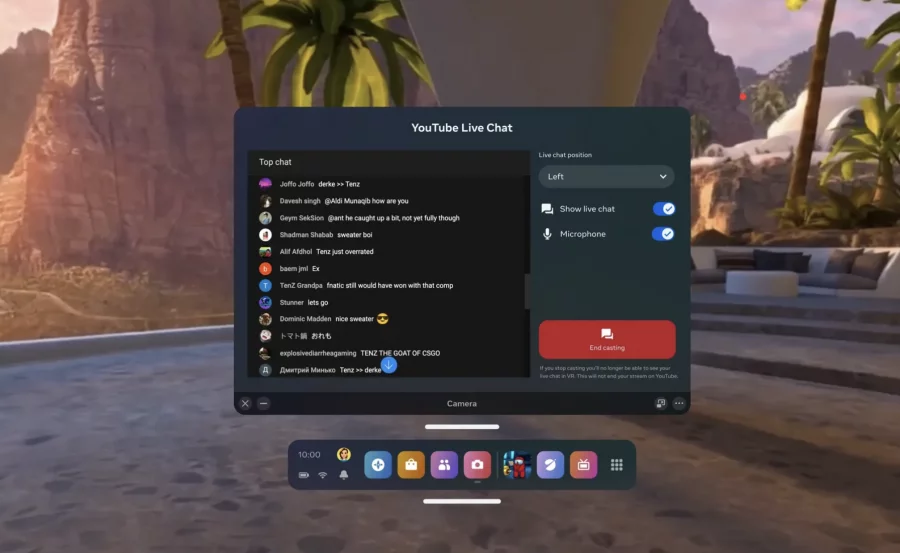 YouTube Live Chat
Top chat
Joffo Joffo derke >> Tenz
Davesh singh @Aldi Munaqib how are you
Geym SekSion @ant he caught up a bit, not yet fully though
Shadman Shabab sweater boi
Alif Afdhol Tenz just overrated
baem jml Ex
TenZ Grandpa fnatic still would have won with that comp
Stunner lets go
Dominic Madden nice sweater 😎
トマト鍋 おれも
explosivediarrheagaming TENZ THE GOAT OF CSGO
Дмитрий Минько Tenz >> derke
Live chat position
Left
Show live chat
Microphone
End casting
If you stop casting you'll no longer be able to see your
live chat in VR. This will not end your stream on YouTube.
Camera
10:00